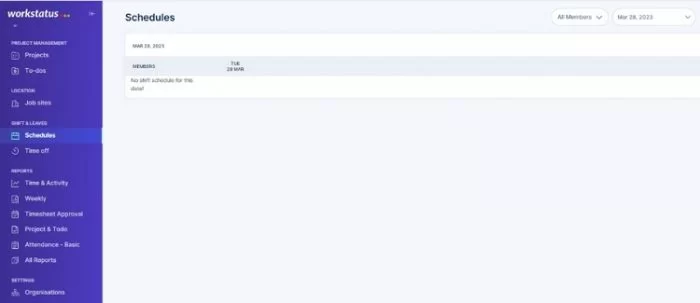 workstatus
PROJECT MANAGEMENT
Projects
To-dos
LOCATION
Job sites
SHIFT & LEAVES
Schedules
Time off
REPORTS
Time & Activity
Weekly
Timesheet Approval
Project & Todo
Attendance - Basic
All Reports
SETTINGS
Organisations
Schedules
All Members
Mar 28, 2023
MAR 28, 2023
MEMBERS
TUE
28 MAR
No shift schedule for this
date!